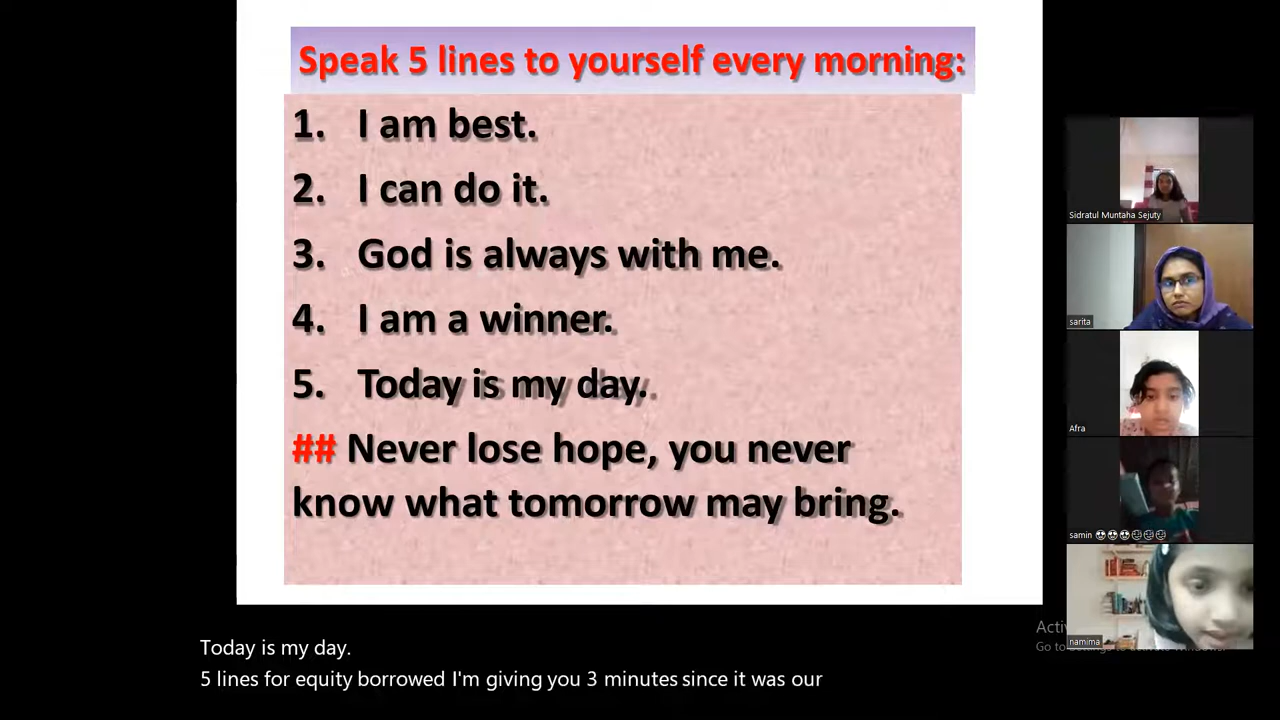 Speak 5 lines to yourself every morning:
1. I am best.
2. I can do it.
3. God is always with me.
4. I am a winner.
5. Today is my day.
## Never lose hope, you never
know what tomorrow may bring.
Sidratul Muntaha Sejuty
sarita
Afra
samin 😍😍😍😂😂😂
namima
Today is my day.
5 lines for equity borrowed I'm giving you 3 minutes since it was our